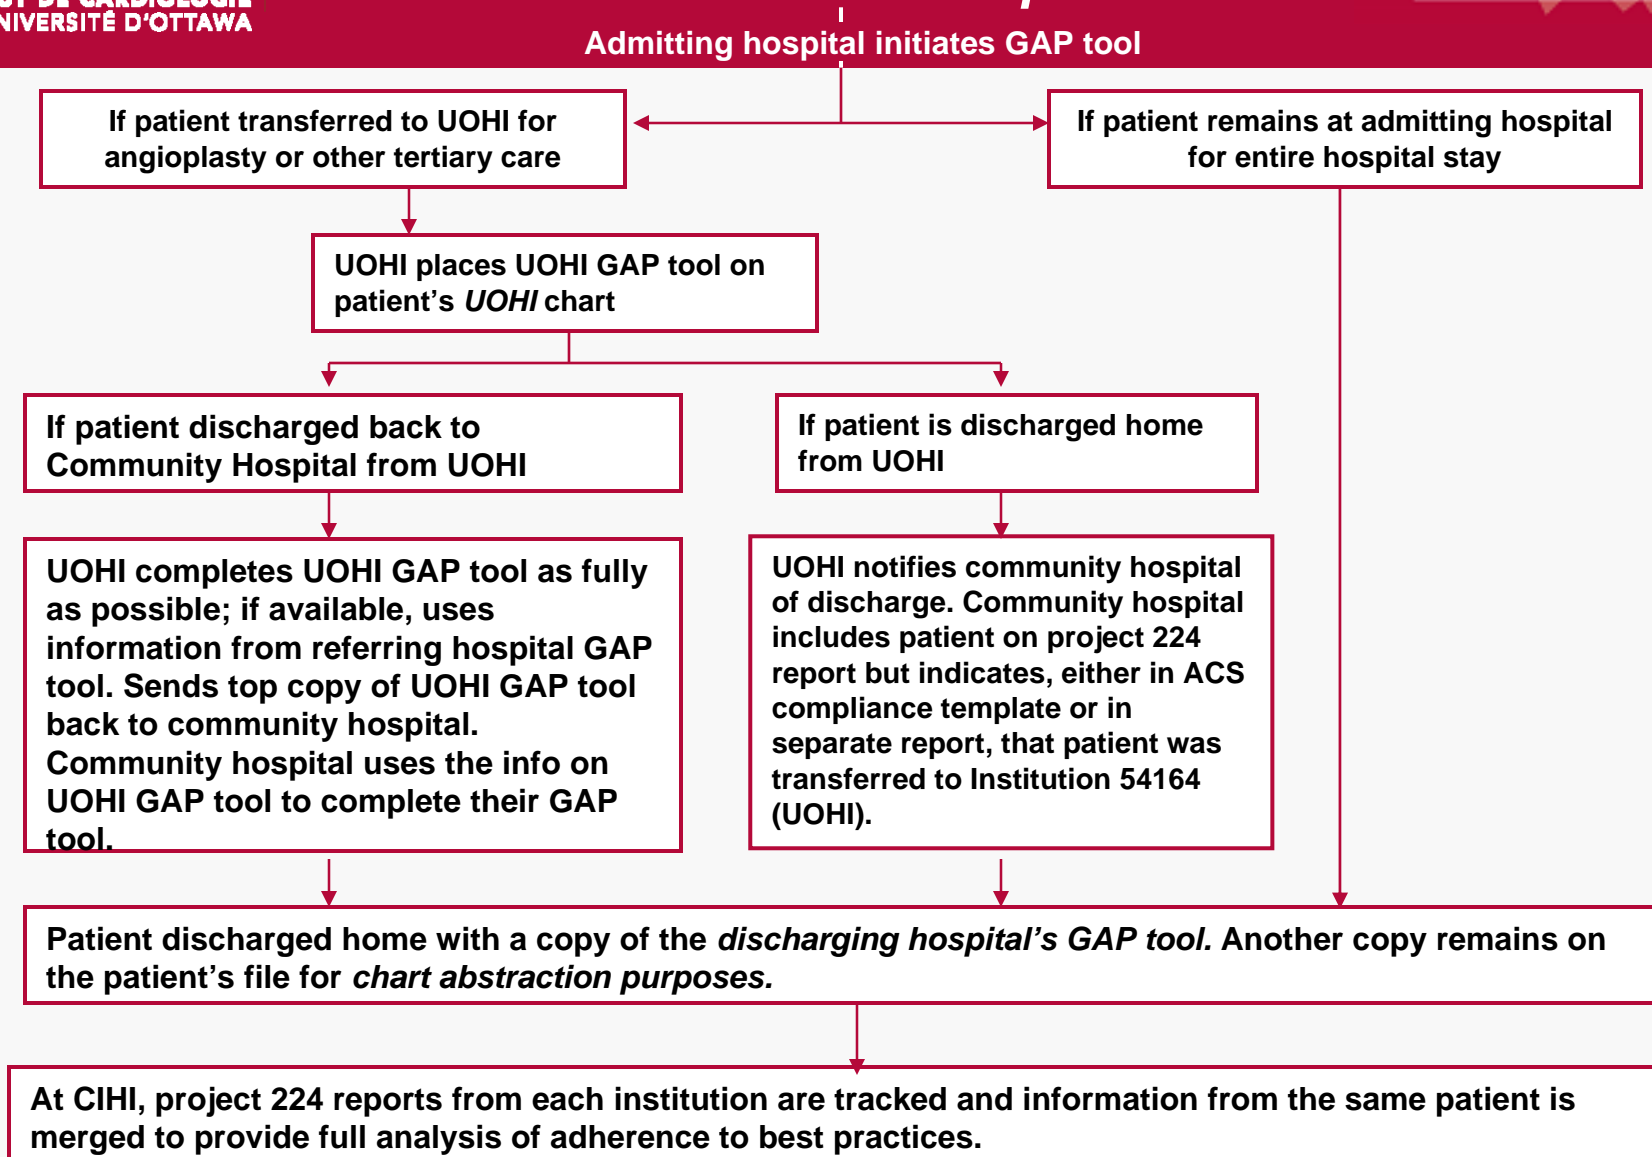 UNIVERSITÉ D'OTTAWA
Admitting hospital initiates GAP tool
If patient transferred to UOHI for
angioplasty or other tertiary care
If patient remains at admitting hospital
for entire hospital stay
UOHI places UOHI GAP tool on
patient's UOHI chart
If patient discharged back to
Community Hospital from UOHI
If patient is discharged home
from UOHI
UOHI completes UOHI GAP tool as fully
as possible; if available, uses
information from referring hospital GAP
tool. Sends top copy of UOHI GAP tool
back to community hospital.
Community hospital uses the info on
UOHI GAP tool to complete their GAP
tool.
UOHI notifies community hospital
of discharge. Community hospital
includes patient on project 224
report but indicates, either in ACS
compliance template or in
separate report, that patient was
transferred to Institution 54164
(UOHI).
Patient discharged home with a copy of the discharging hospital's GAP tool. Another copy remains on
the patient's file for chart abstraction purposes.
At CIHI, project 224 reports from each institution are tracked and information from the same patient is
merged to provide full analysis of adherence to best practices.